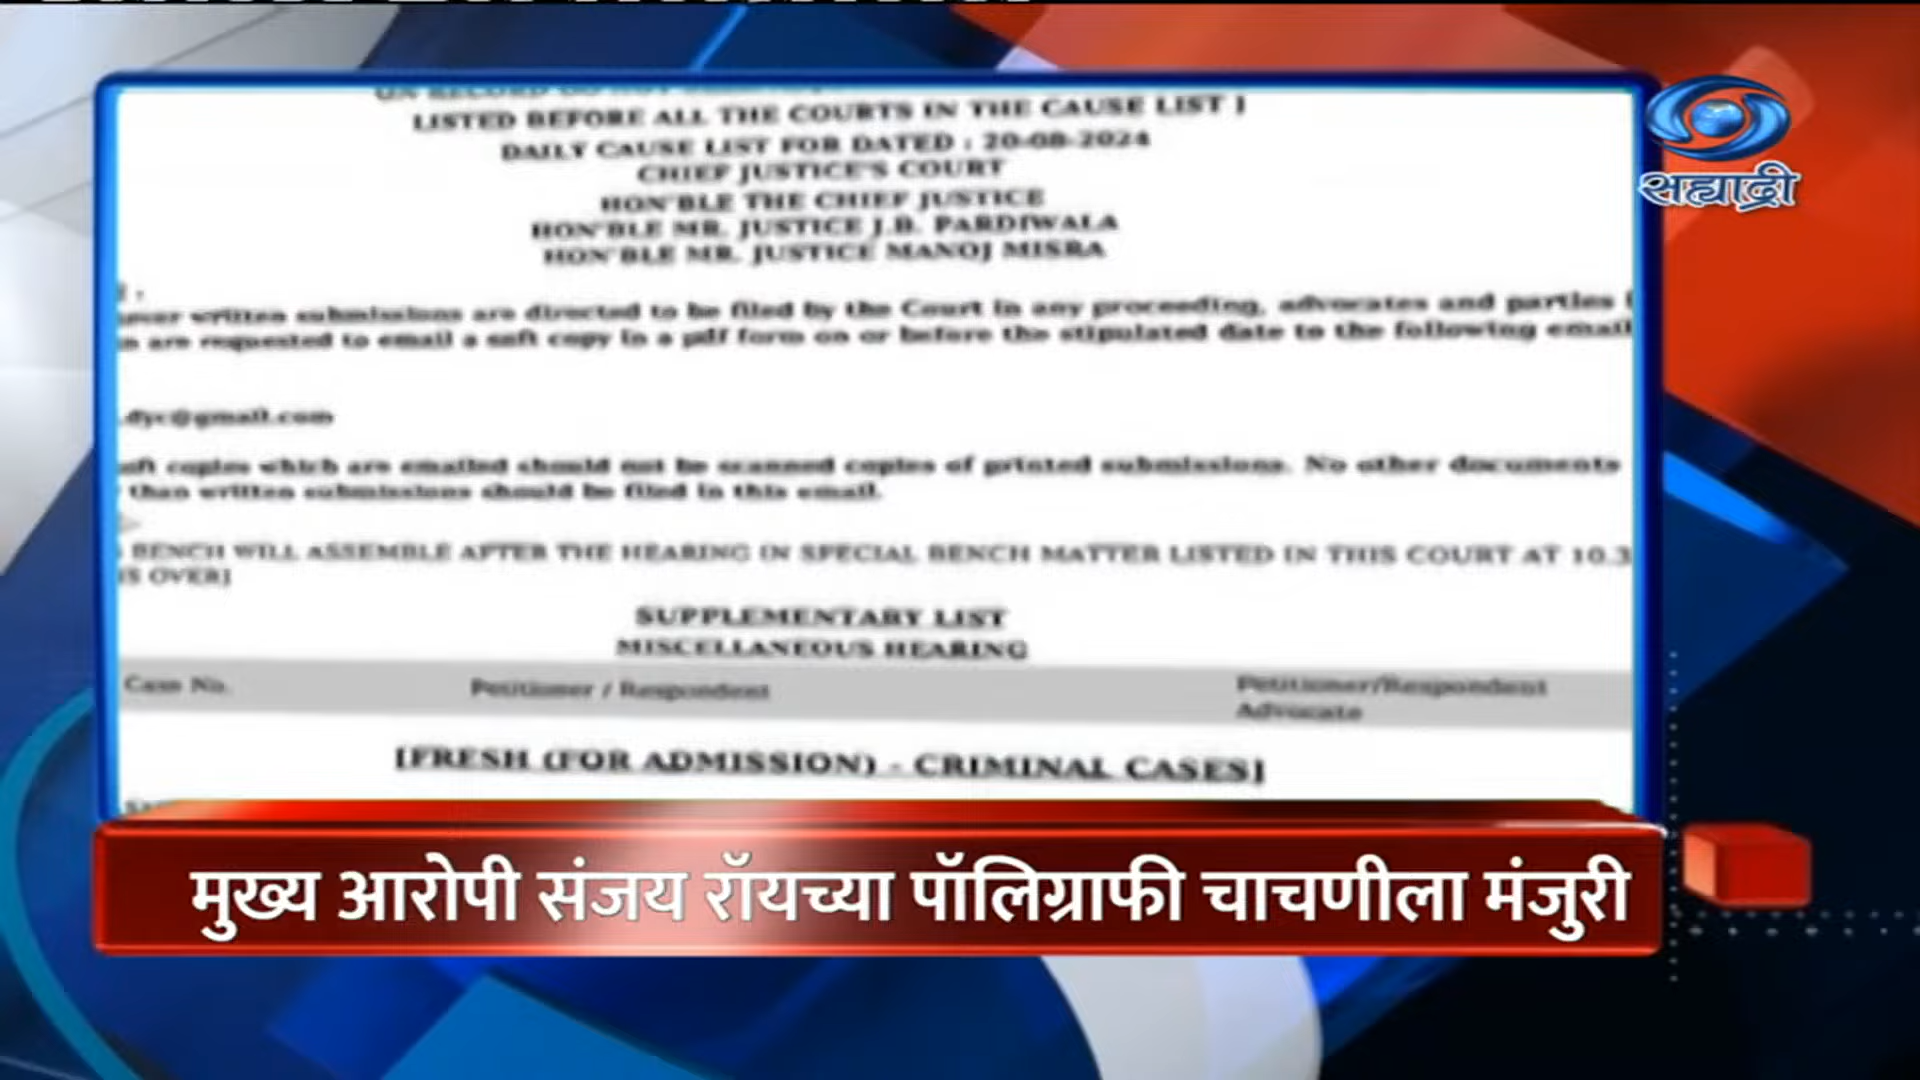 LISTED BEFORE ALL THE COURTS IN THE CAUSE LIST ]
DAILY CAUSE LIST FOR DATED : 20-08-2024
CHIEF JUSTICE'S COURT
HON'BLE THE CHIEF JUSTICE
HON'BLE MR. JUSTICE J.B. PARDIWALA
HON'BLE MR. JUSTICE MANOJ MISRA
सह्याद्री
written submissions are directed to be filed by the Court in any proceeding, advocates and parties
are requested to email a soft copy in a pdf form on or before the stipulated date to the following email
.dyc@gmail.com
copies which are emailed should not be scanned copies of printed submissions. No other documents
than written submissions should be filed in this email.
BENCH WILL ASSEMBLE AFTER THE HEARING IN SPECIAL BENCH MATTER LISTED IN THIS COURT AT 10.3
IS OVER]
SUPPLEMENTARY LIST
MISCELLANEOUS HEARING
Case No. Petitioner / Respondent Petitioner/Respondent
Advocate
[FRESH (FOR ADMISSION) - CRIMINAL CASES]
मुख्य आरोपी संजय रॉयच्या पॉलिग्राफी चाचणीला मंजुरी